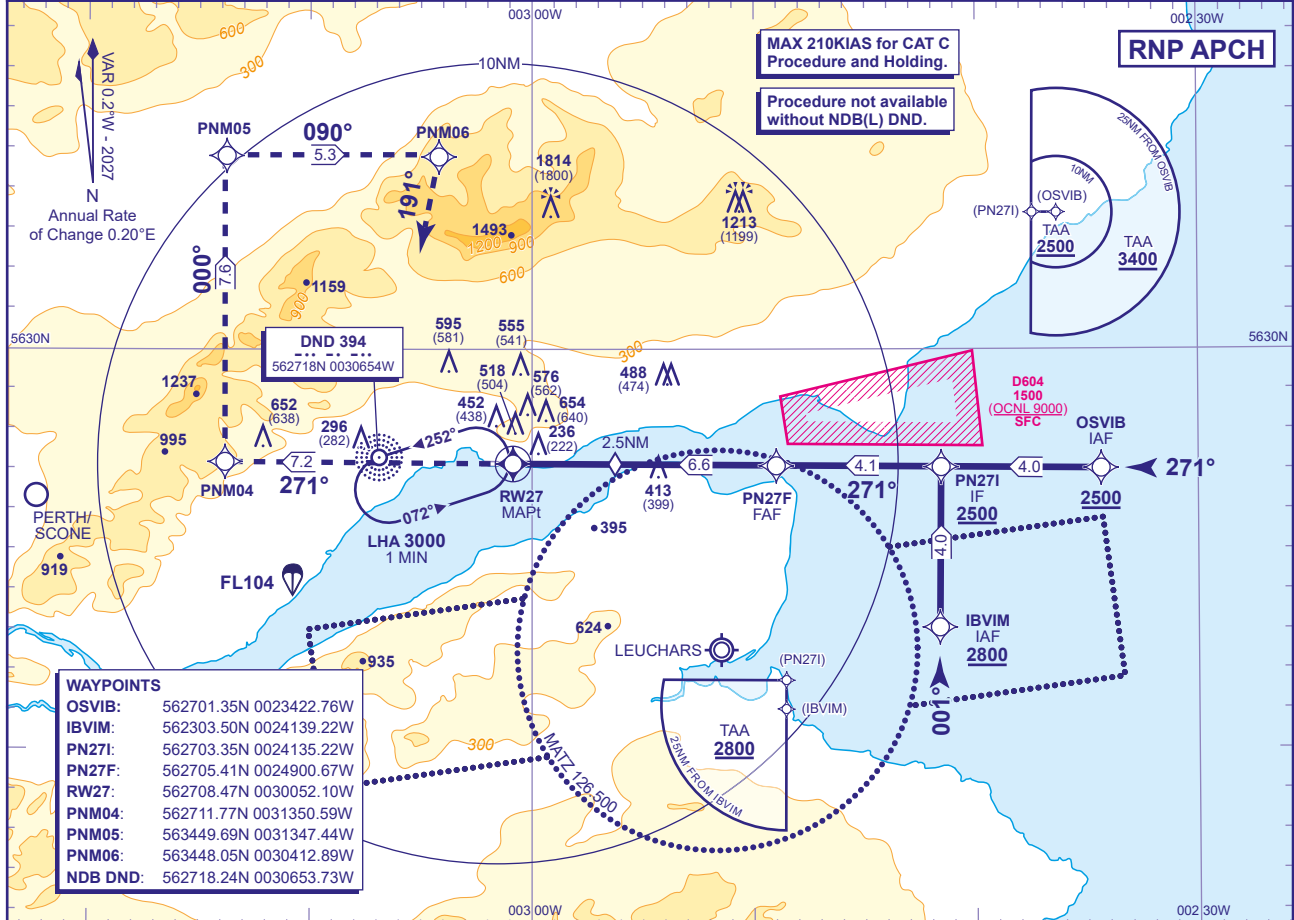 003 00W
002 30W
600
300
VAR 0.2°W - 2027
N
Annual Rate
of Change 0.20°E
10NM
MAX 210KIAS for CAT C
Procedure and Holding.
Procedure not available
without NDB(L) DND.
RNP APCH
PNM05
090°
5.3
PNM06
191°
000°
7.6
1814
(1800)
1213
(1199)
1493
1200
900
600
1159
900
25NM FROM OSVIB
10NM
(PN27I)
(OSVIB)
TAA
2500
TAA
3400
5630N
5630N
DND 394
-·· -· -··
562718N 0030654W
595
(581)
555
(541)
518
(504)
576
(562)
452
(438)
654
(640)
236
(222)
300
488
(474)
1237
652
(638)
296
(282)
995
252°
072°
LHA 3000
1 MIN
D604
1500
(OCNL 9000)
SFC
OSVIB
IAF
2500
271°
4.0
PN27I
IF
2500
4.1
271°
PN27F
FAF
6.6
2.5NM
413
(399)
RW27
MAPt
7.2
271°
PNM04
PERTH/
SCONE
919
FL104
395
4.0
IBVIM
IAF
2800
001°
624
935
LEUCHARS
(PN27I)
(IBVIM)
TAA
2800
25NM FROM IBVIM
MATZ 126.500
300
WAYPOINTS
OSVIB: 562701.35N 0023422.76W
IBVIM: 562303.50N 0024139.22W
PN27I: 562703.35N 0024135.22W
PN27F: 562705.41N 0024900.67W
RW27: 562708.47N 0030052.10W
PNM04: 562711.77N 0031350.59W
PNM05: 563449.69N 0031347.44W
PNM06: 563448.05N 0030412.89W
NDB DND: 562718.24N 0030653.73W
003 00W
002 30W